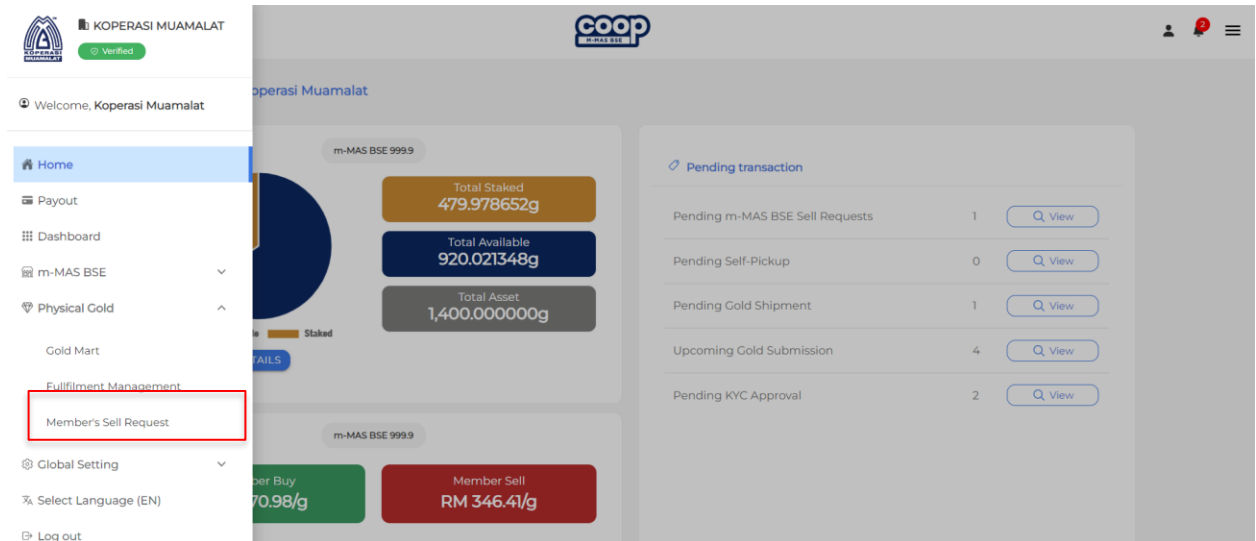 KOPERASI MUAMALAT
Verified
KOPERASI
MUAMALAT
Welcome, Koperasi Muamalat
Home
Payout
Dashboard
m-MAS BSE
Physical Gold
Gold Mart
Fullfilment Management
Member's Sell Request
Global Setting
Select Language (EN)
Log out
coop
M-MAS BSE
2
operasi Muamalat
m-MAS BSE 999.9
Total Staked
479.978652g
Total Available
920.021348g
Total Asset
1,400.000000g
le Staked
TAILS
m-MAS BSE 999.9
ber Buy
70.98/g
Member Sell
RM 346.41/g
Pending transaction
Pending m-MAS BSE Sell Requests 1 View
Pending Self-Pickup 0 View
Pending Gold Shipment 1 View
Upcoming Gold Submission 4 View
Pending KYC Approval 2 View